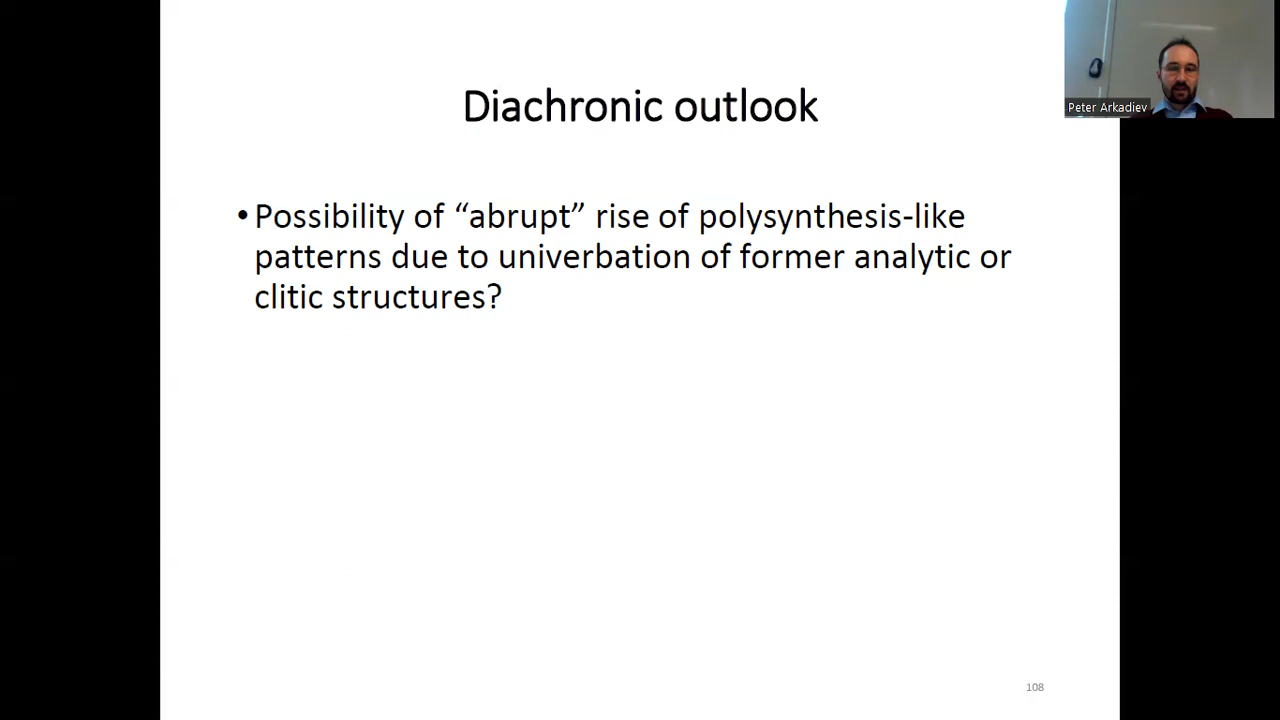 Diachronic outlook
Peter Arkadiev
•Possibility of “abrupt” rise of polysynthesis-like
patterns due to univerbation of former analytic or
clitic structures?
108